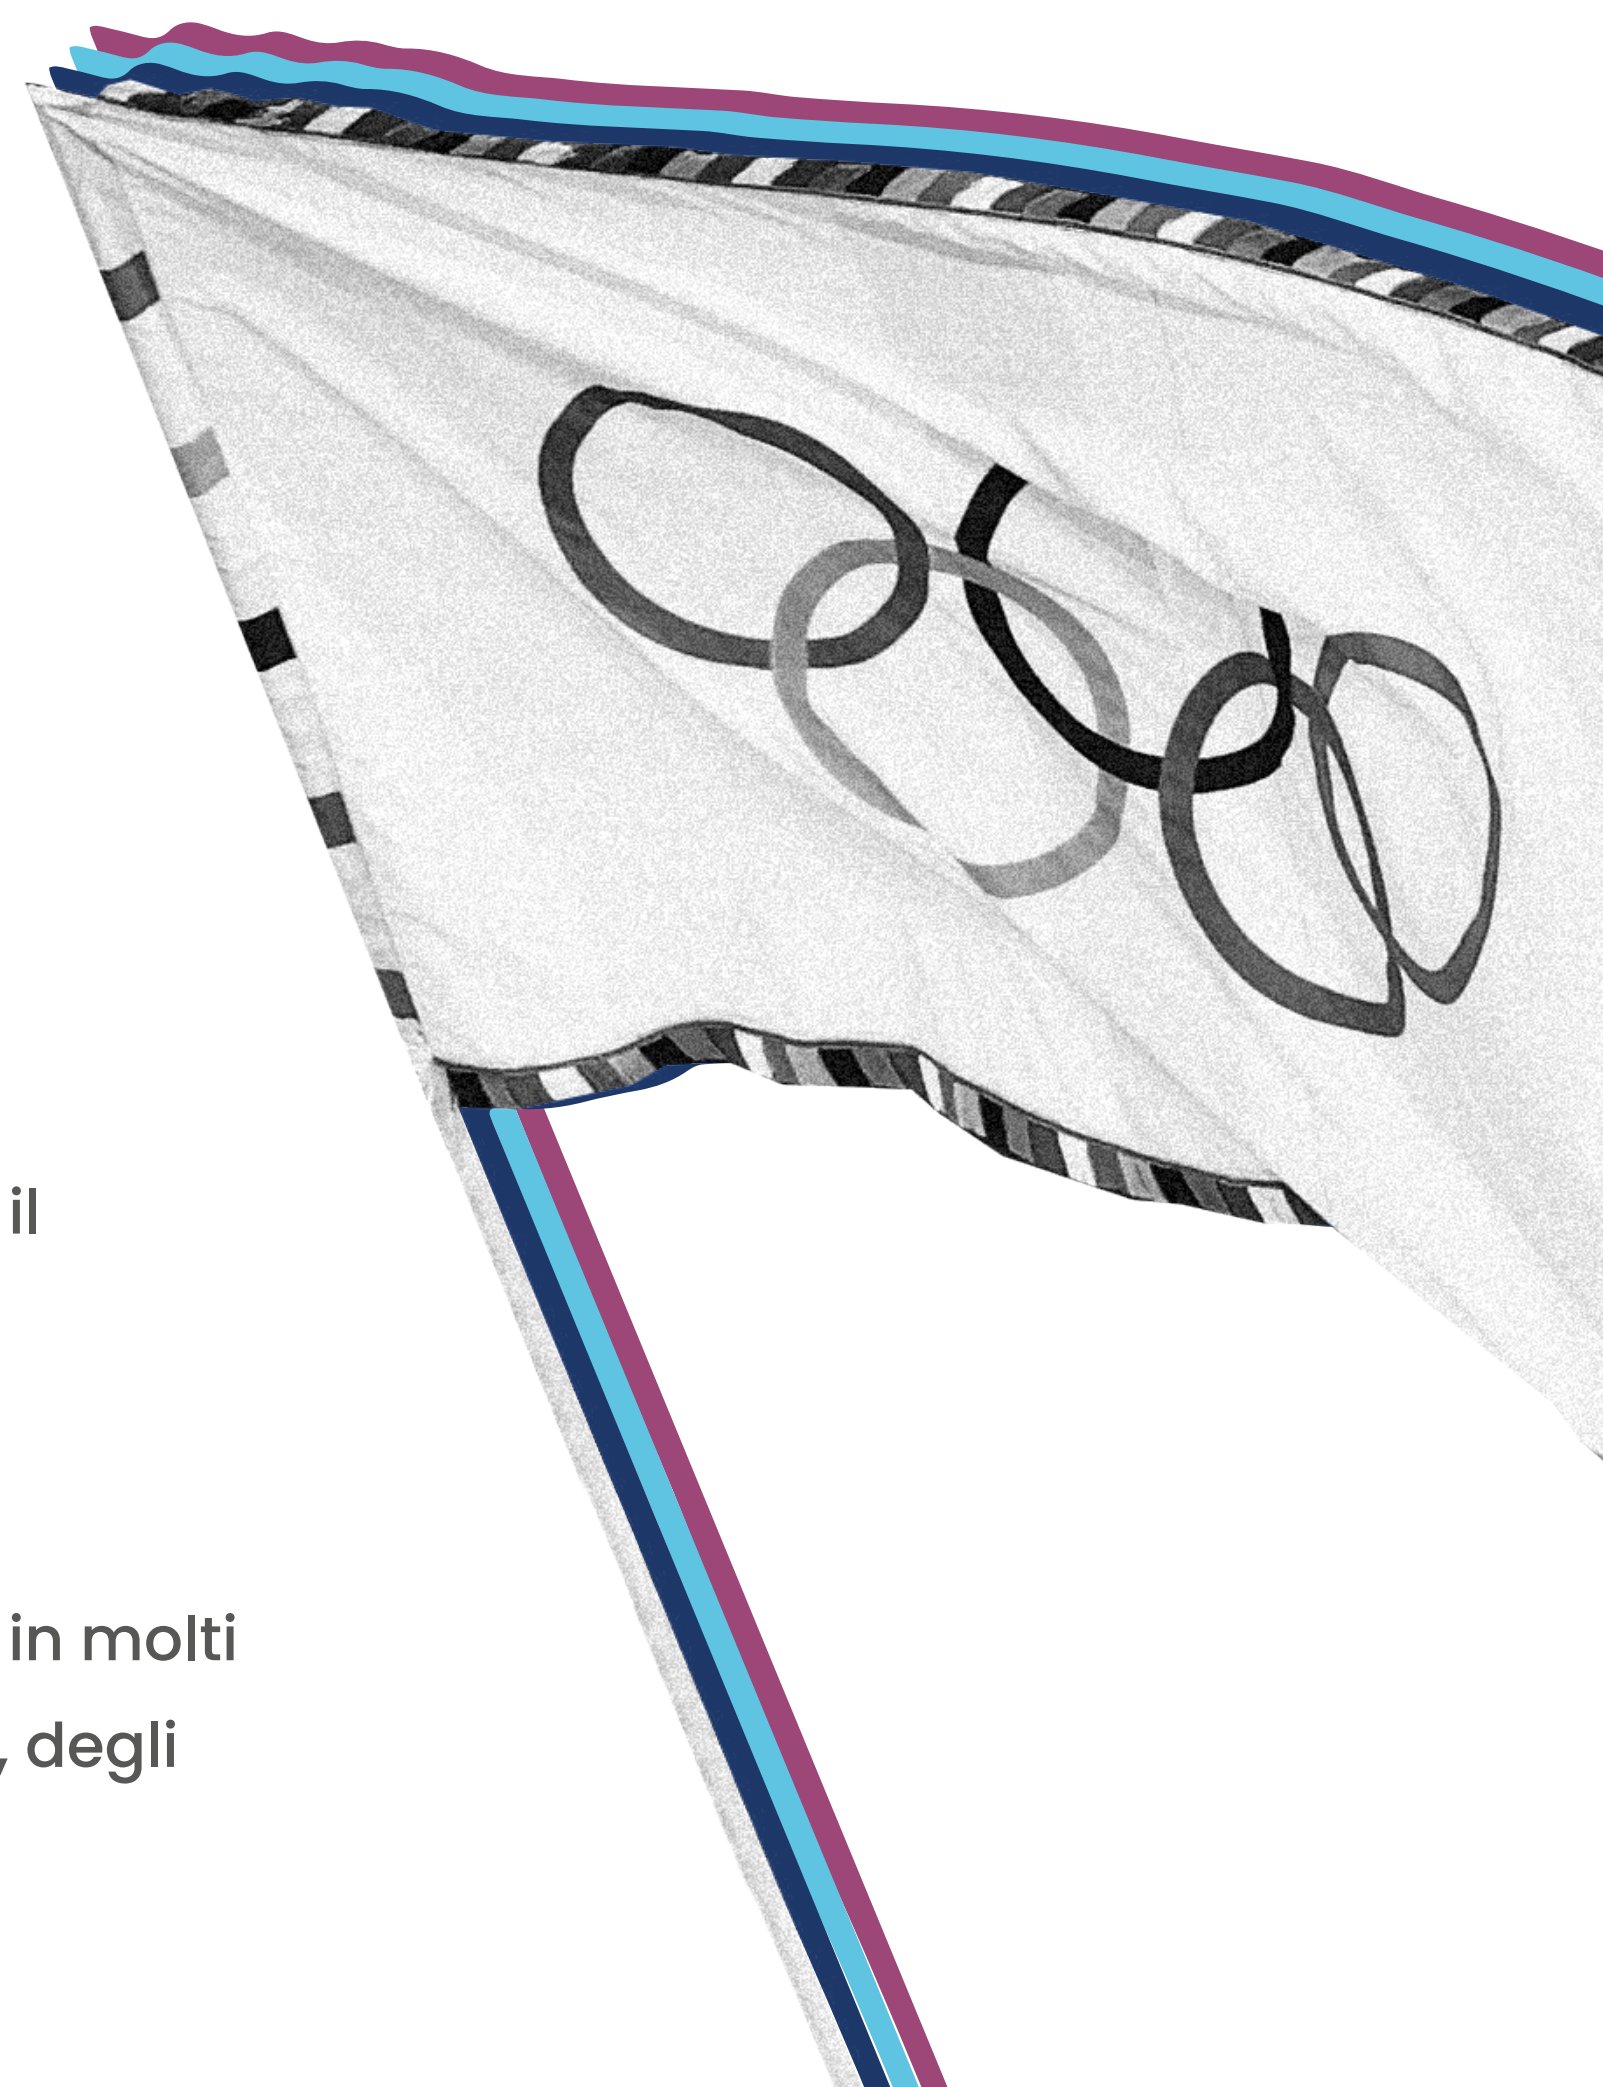 il
in molti
, degli